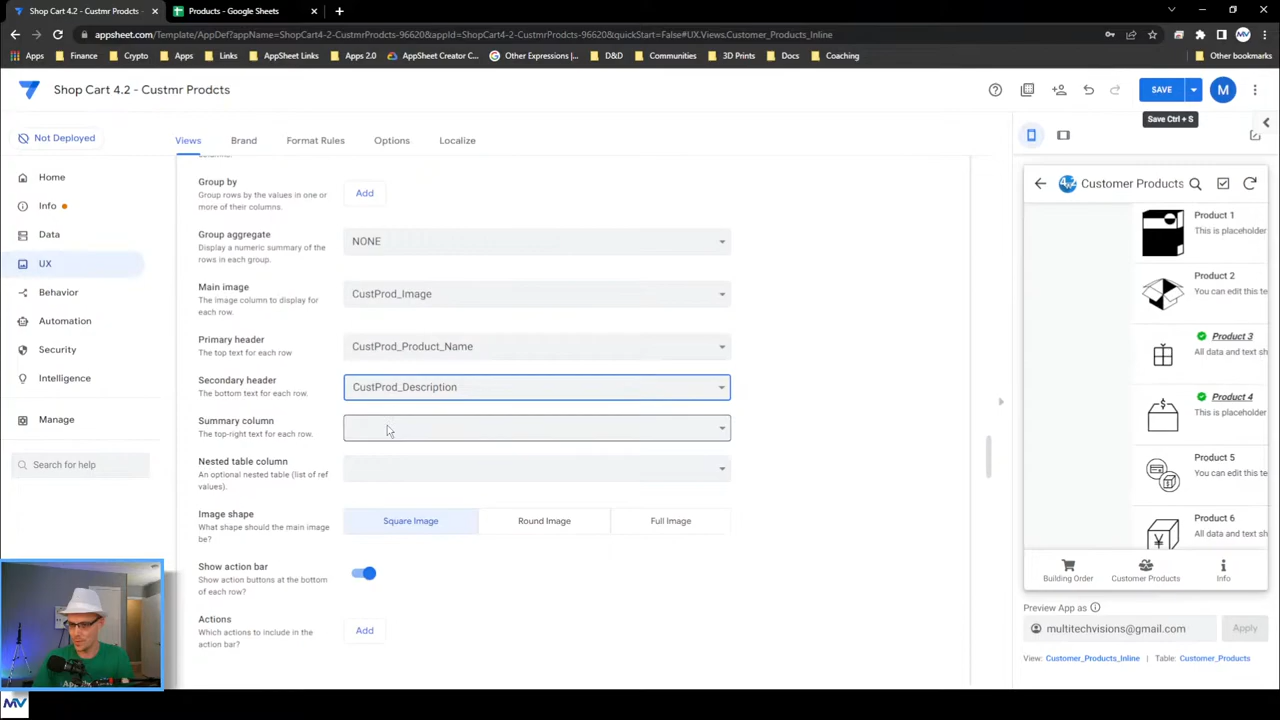 Shop Cart 4.2 - Custmr Prodcts -
Products - Google Sheets
appsheet.com/Template/AppDef?appName=ShopCart4-2-CustmrProdcts-96620&appId=ShopCart4-2-CustmrProdcts-96620&quickStart=False#UX.Views.Customer_Products_Inline
Apps
Finance
Crypto
Apps
Links
AppSheet Links
Apps 2.0
AppSheet Creator C...
Other Expressions |...
D&D
Communities
3D Prints
Docs
Coaching
Other bookmarks
Shop Cart 4.2 - Custmr Prodcts
SAVE
M
Save Ctrl + S
Not Deployed
Views
Brand
Format Rules
Options
Localize
Home
Info
Data
UX
Behavior
Automation
Security
Intelligence
Manage
Search for help
columns.
Group by
Group rows by the values in one or
more of their columns.
Add
Group aggregate
Display a numeric summary of the
rows in each group.
NONE
Main image
The image column to display for
each row.
CustProd_Image
Primary header
The top text for each row
CustProd_Product_Name
Secondary header
The bottom text for each row.
CustProd_Description
Summary column
The top-right text for each row.
Nested table column
An optional nested table (list of ref
values).
Image shape
What shape should the main image
be?
Square Image
Round Image
Full Image
Show action bar
Show action buttons at the bottom
of each row?
Actions
Which actions to include in the
action bar?
Add
Customer Products
Product 1
This is placeholder
Product 2
You can edit this te
Product 3
All data and text sh
Product 4
This is placeholder
Product 5
You can edit this te
Product 6
All data and text sh
Building Order
Customer Products
Info
Preview App as
multitechvisions@gmail.com
Apply
View: Customer_Products_Inline
Table: Customer_Products
MV